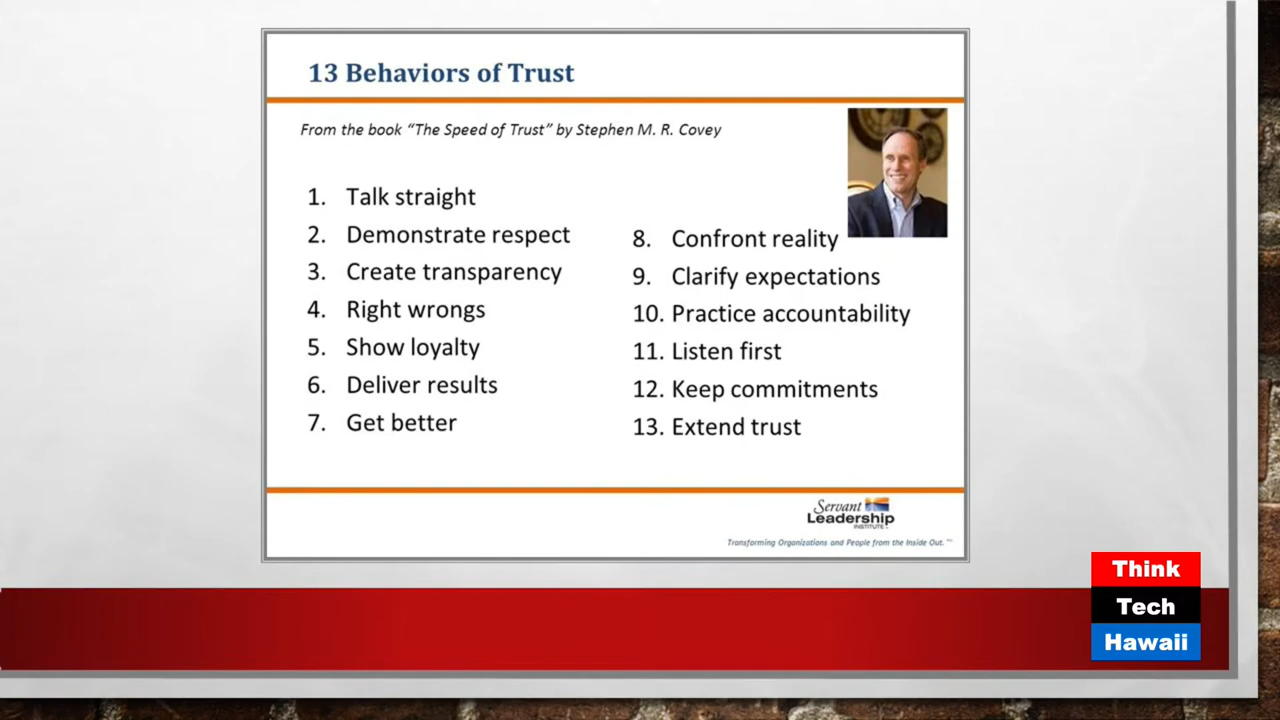 13 Behaviors of Trust
From the book “The Speed of Trust” by Stephen M. R. Covey
1. Talk straight
2. Demonstrate respect
3. Create transparency
4. Right wrongs
5. Show loyalty
6. Deliver results
7. Get better
8. Confront reality
9. Clarify expectations
10. Practice accountability
11. Listen first
12. Keep commitments
13. Extend trust
Servant
Leadership
INSTITUTE
Transforming Organizations and People from the Inside Out.™
Think
Tech
Hawaii